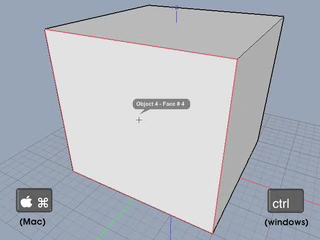 Object 4 - Face # 4
⌘
ctrl
(Mac)
(windows)